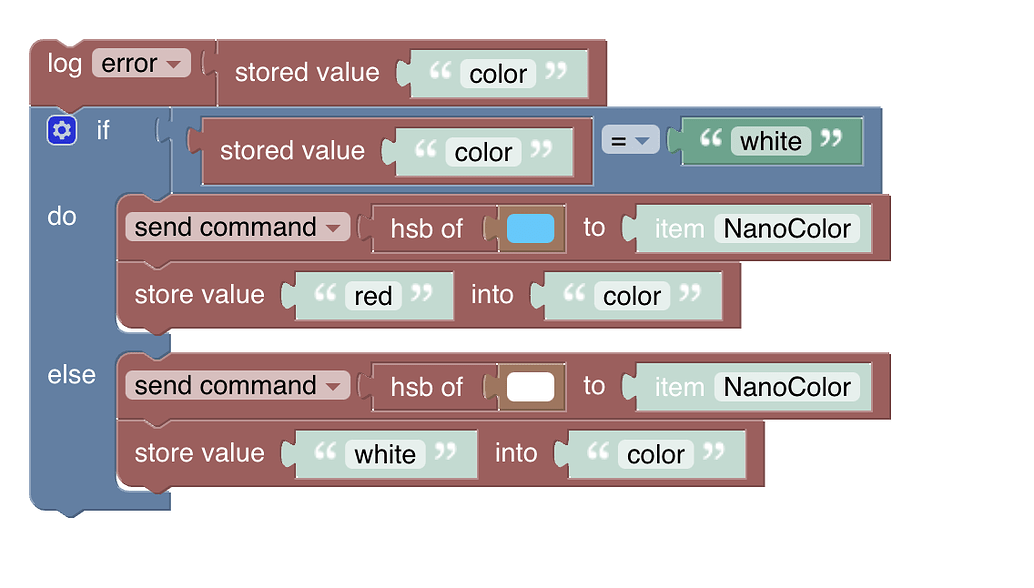 log error stored value “ color ”
if stored value “ color ” = “ white ”
do send command hsb of to item NanoColor
store value “ red ” into “ color ”
else send command hsb of to item NanoColor
store value “ white ” into “ color ”